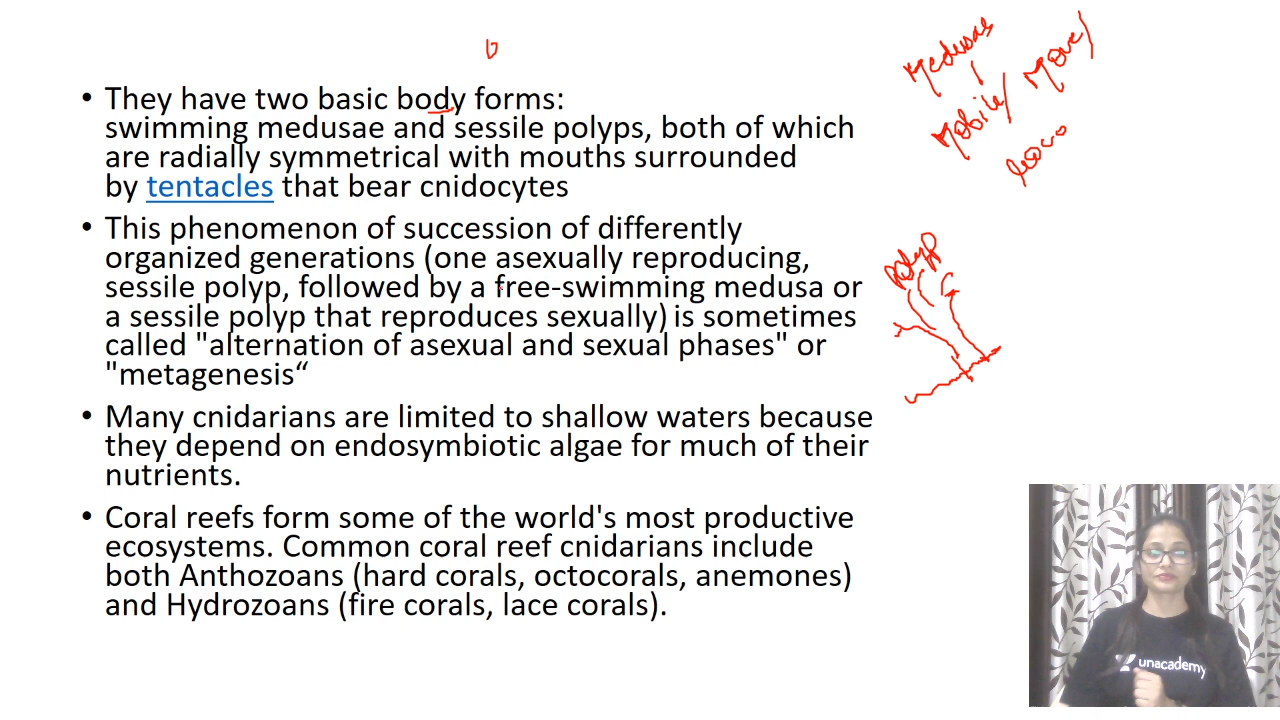 • They have two basic body forms:
swimming medusae and sessile polyps, both of which
are radially symmetrical with mouths surrounded
by tentacles that bear cnidocytes
• This phenomenon of succession of differently
organized generations (one asexually reproducing,
sessile polyp, followed by a free-swimming medusa or
a sessile polyp that reproduces sexually) is sometimes
called "alternation of asexual and sexual phases" or
"metagenesis“
• Many cnidarians are limited to shallow waters because
they depend on endosymbiotic algae for much of their
nutrients.
• Coral reefs form some of the world's most productive
ecosystems. Common coral reef cnidarians include
both Anthozoans (hard corals, octocorals, anemones)
and Hydrozoans (fire corals, lace corals).
Medusae
Mobile/ Move/
loco
Polyp
unacademy